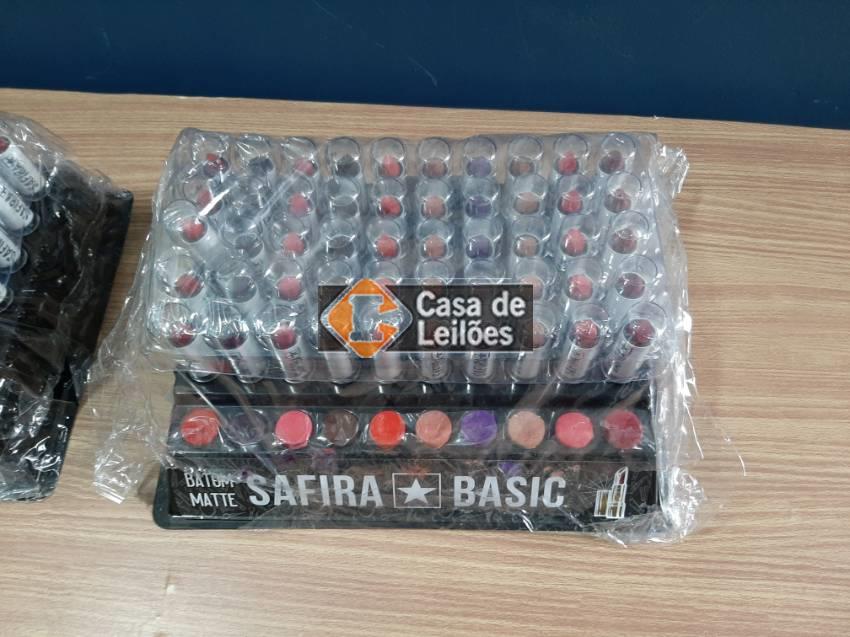 Casa de
Leilões
BATOM
MATTE
SAFIRA BASIC